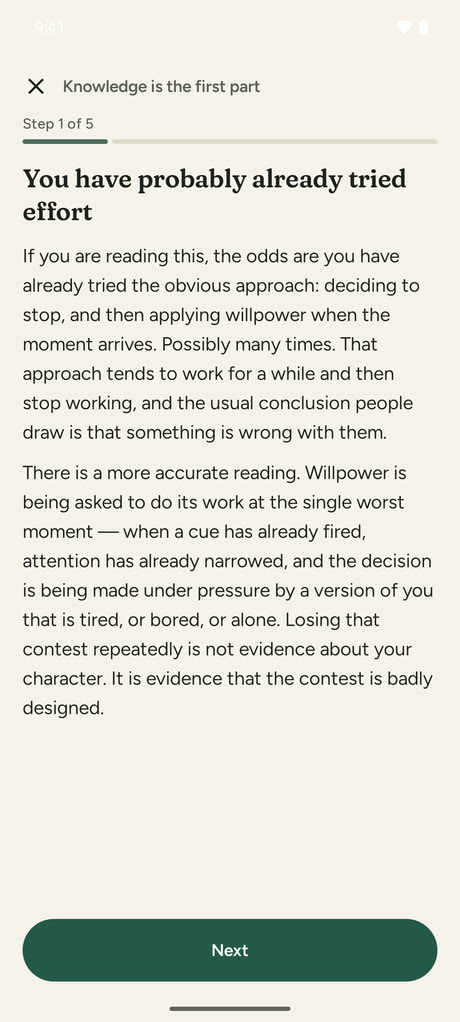 9:41
Knowledge is the first part
Step 1 of 5
You have probably already tried
effort
If you are reading this, the odds are you have
already tried the obvious approach: deciding to
stop, and then applying willpower when the
moment arrives. Possibly many times. That
approach tends to work for a while and then
stop working, and the usual conclusion people
draw is that something is wrong with them.
There is a more accurate reading. Willpower is
being asked to do its work at the single worst
moment — when a cue has already fired,
attention has already narrowed, and the decision
is being made under pressure by a version of you
that is tired, or bored, or alone. Losing that
contest repeatedly is not evidence about your
character. It is evidence that the contest is badly
designed.
Next